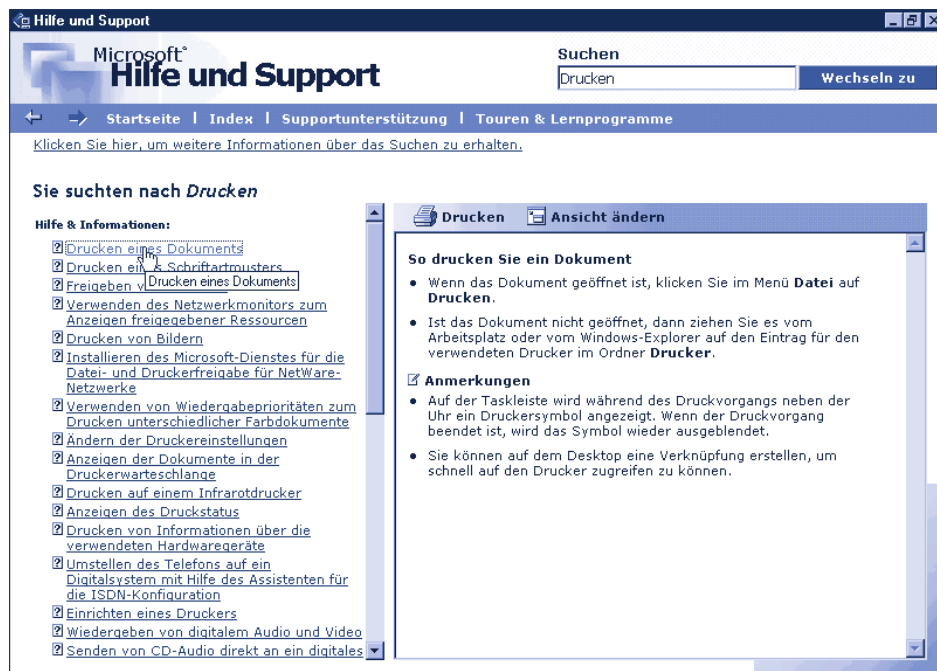 Hilfe und Support
Microsoft®
Hilfe und Support
Suchen
Drucken
Wechseln zu
Startseite | Index | Supportunterstützung | Touren & Lernprogramme
Klicken Sie hier, um weitere Informationen über das Suchen zu erhalten.
Sie suchten nach Drucken
Hilfe & Informationen:
Drucken eines Dokuments
Drucken eines Schriftartmusters
Drucken eines Dokuments
Freigeben
Verwenden des Netzwerkmonitors zum
Anzeigen freigegebener Ressourcen
Drucken von Bildern
Installieren des Microsoft-Dienstes für die
Datei- und Druckerfreigabe für NetWare-
Netzwerke
Verwenden von Wiedergabeprioritäten zum
Drucken unterschiedlicher Farbdokumente
Ändern der Druckereinstellungen
Anzeigen der Dokumente in der
Druckerwarteschlange
Drucken auf einem Infrarotdrucker
Anzeigen des Druckstatus
Drucken von Informationen über die
verwendeten Hardwaregeräte
Umstellen des Telefons auf ein
Digitalsystem mit Hilfe des Assistenten für
die ISDN-Konfiguration
Einrichten eines Druckers
Wiedergeben von digitalem Audio und Video
Senden von CD-Audio direkt an ein digitales
Drucken Ansicht ändern
So drucken Sie ein Dokument
• Wenn das Dokument geöffnet ist, klicken Sie im Menü Datei auf
Drucken.
• Ist das Dokument nicht geöffnet, dann ziehen Sie es vom
Arbeitsplatz oder vom Windows-Explorer auf den Eintrag für den
verwendeten Drucker im Ordner Drucker.
Anmerkungen
• Auf der Taskleiste wird während des Druckvorgangs neben der
Uhr ein Druckersymbol angezeigt. Wenn der Druckvorgang
beendet ist, wird das Symbol wieder ausgeblendet.
• Sie können auf dem Desktop eine Verknüpfung erstellen, um
schnell auf den Drucker zugreifen zu können.